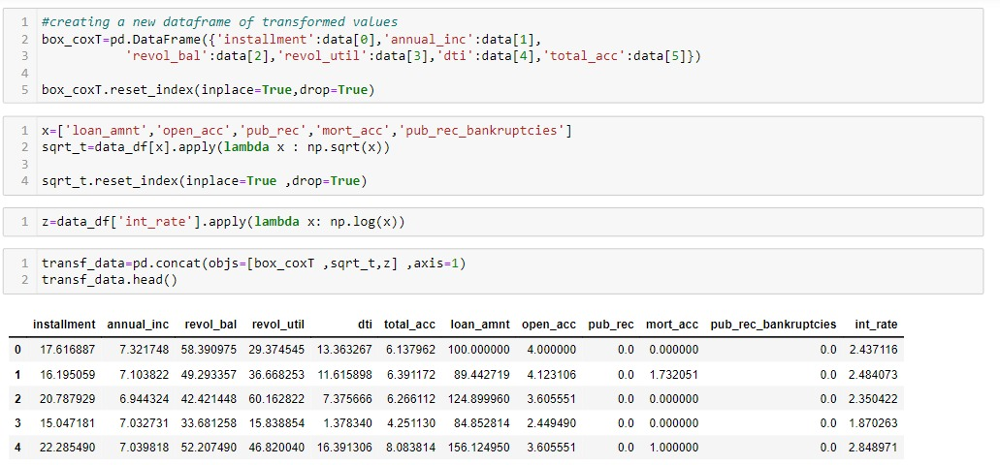 1 #creating a new dataframe of transformed values
2 box_coxT=pd.DataFrame({'installment':data[0],'annual_inc':data[1],
3 'revol_bal':data[2],'revol_util':data[3],'dti':data[4],'total_acc':data[5]})
4
5 box_coxT.reset_index(inplace=True,drop=True)
1 x=['loan_amnt','open_acc','pub_rec','mort_acc','pub_rec_bankruptcies']
2 sqrt_t=data_df[x].apply(lambda x : np.sqrt(x))
3
4 sqrt_t.reset_index(inplace=True ,drop=True)
1 z=data_df['int_rate'].apply(lambda x: np.log(x))
1 transf_data=pd.concat(objs=[box_coxT ,sqrt_t,z] ,axis=1)
2 transf_data.head()
installment annual_inc revol_bal revol_util dti total_acc loan_amnt open_acc pub_rec mort_acc pub_rec_bankruptcies int_rate
0 17.616887 7.321748 58.390975 29.374545 13.363267 6.137962 100.000000 4.000000 0.0 0.000000 0.0 2.437116
1 16.195059 7.103822 49.293357 36.668253 11.615898 6.391172 89.442719 4.123106 0.0 1.732051 0.0 2.484073
2 20.787929 6.944324 42.421448 60.162822 7.375666 6.266112 124.899960 3.605551 0.0 0.000000 0.0 2.350422
3 15.047181 7.032731 33.681258 15.838854 1.378340 4.251130 84.852814 2.449490 0.0 0.000000 0.0 1.870263
4 22.285490 7.039818 52.207490 46.820040 16.391306 8.083814 156.124950 3.605551 0.0 1.000000 0.0 2.848971